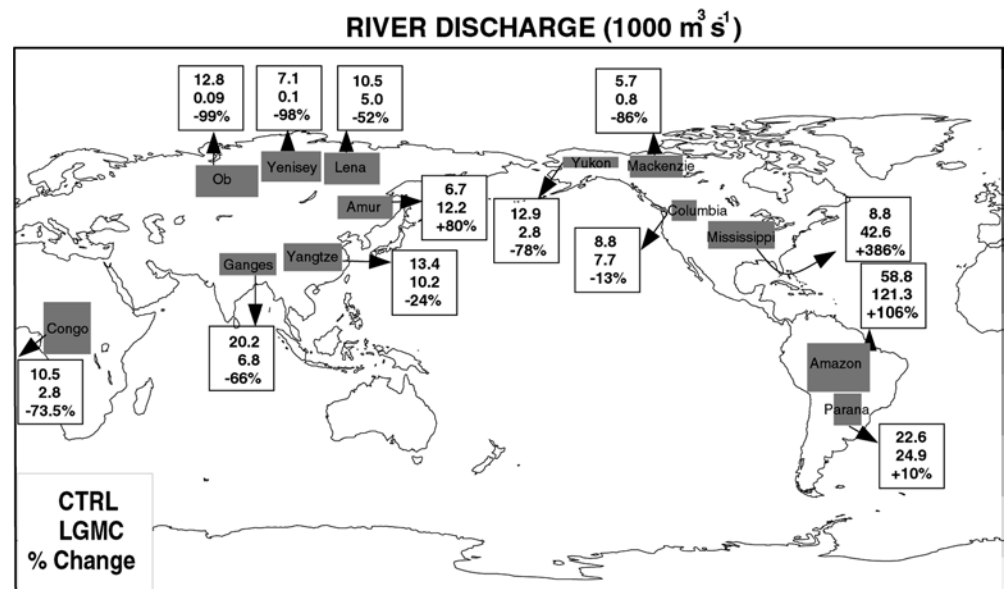 RIVER DISCHARGE (1000 m³ s⁻¹)
12.8
0.09
-99%
7.1
0.1
-98%
10.5
5.0
-52%
5.7
0.8
-86%
Ob
Yenisey
Lena
Yukon
Mackenzie
Amur
6.7
12.2
+80%
12.9
2.8
-78%
Columbia
8.8
7.7
-13%
Mississippi
8.8
42.6
+386%
Ganges
Yangtze
13.4
10.2
-24%
58.8
121.3
+106%
Congo
10.5
2.8
-73.5%
20.2
6.8
-66%
Amazon
Parana
22.6
24.9
+10%
CTRL
LGMC
% Change